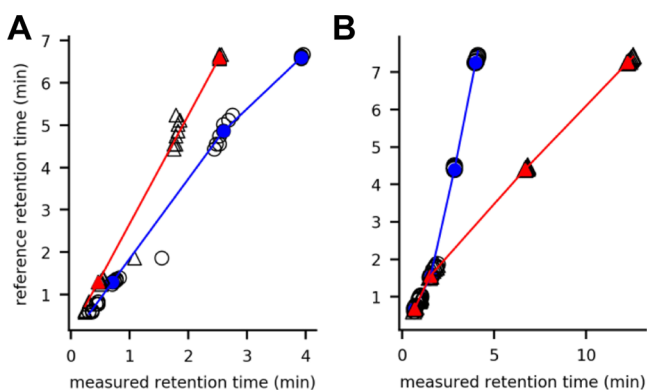 A
B
reference retention time (min)
7
6
5
4
3
2
1
0 1 2 3 4
measured retention time (min)
7
6
5
4
3
2
1
0 5 10
measured retention time (min)